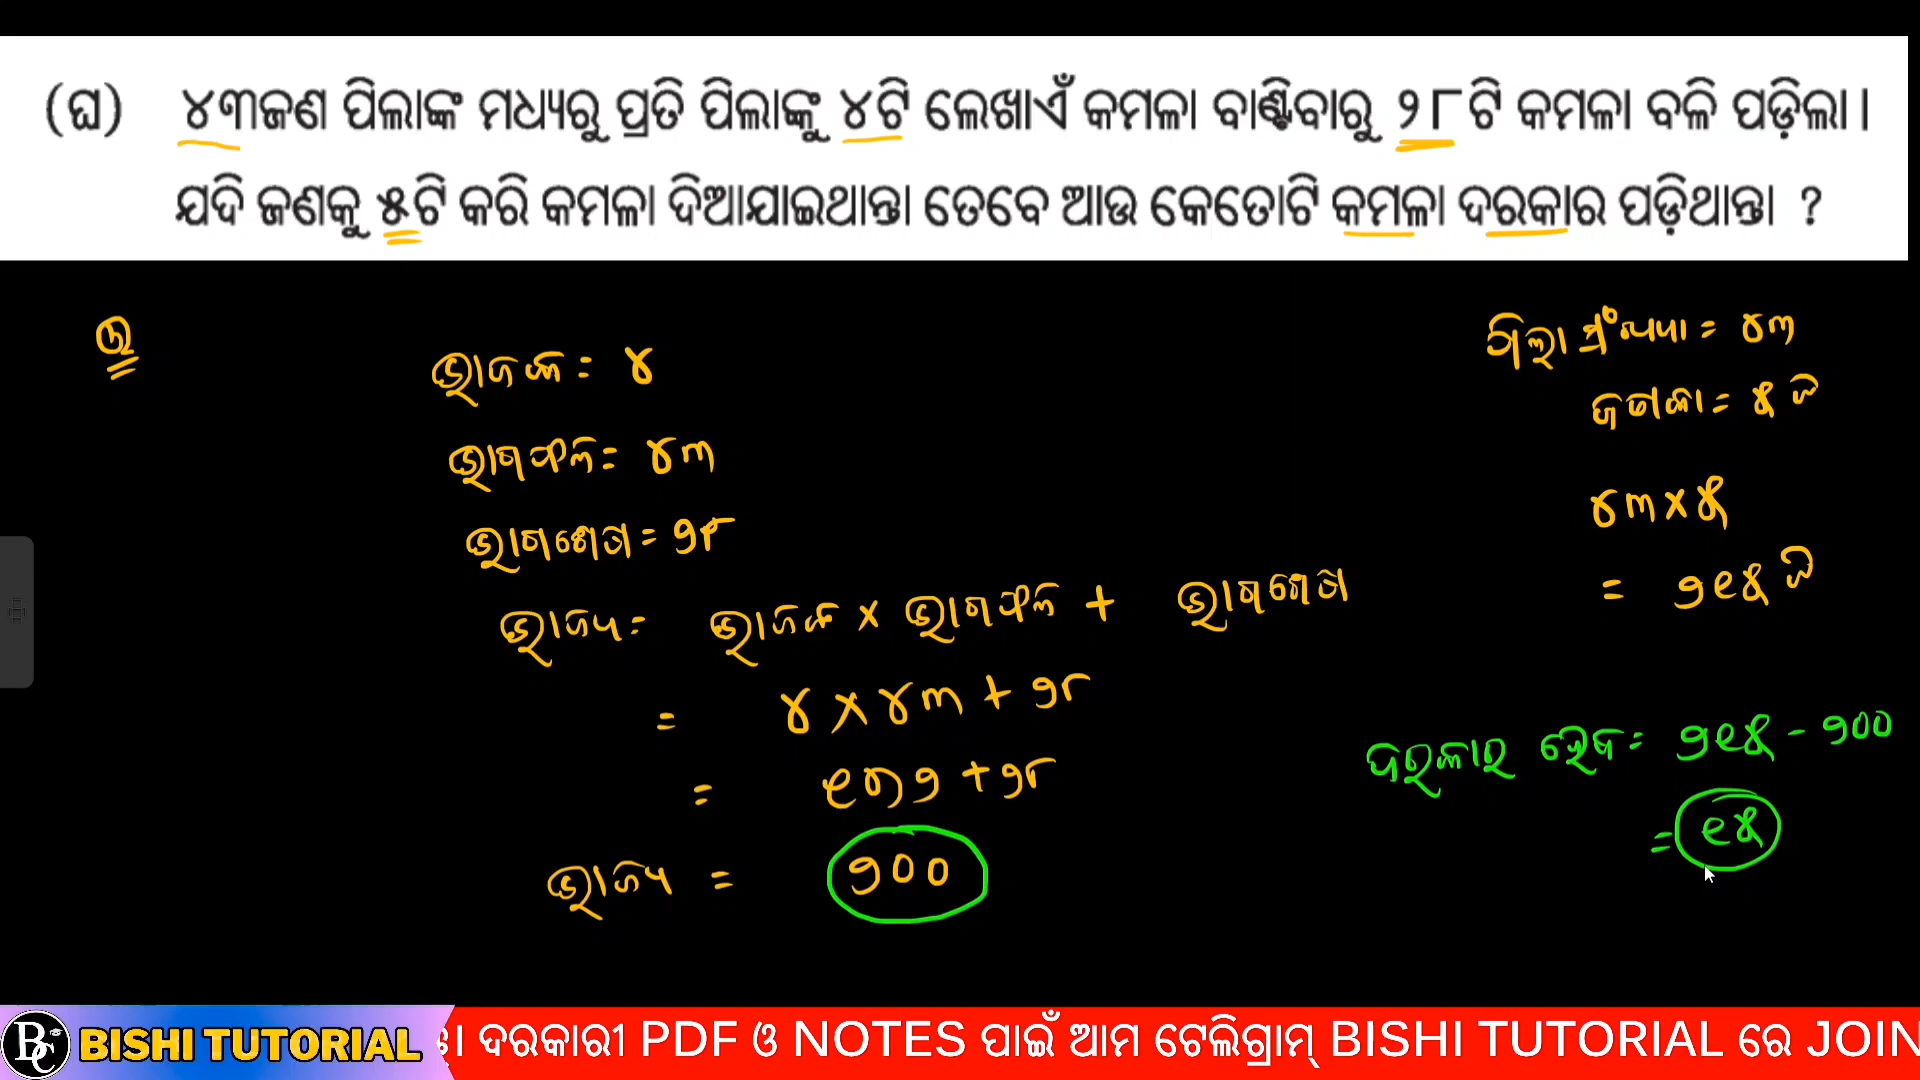 (ଘ) ୪୩ଜଣ ପିଲାଙ୍କ ମଧ୍ୟରୁ ପ୍ରତି ପିଲାଙ୍କୁ ୪ଟି ଲେଖାଏଁ କମଳା ବାଣ୍ଟିବାରୁ ୨୮ଟି କମଳା ବଳି ପଡ଼ିଲା ।
ଯଦି ଜଣକୁ ୫ଟି କରି କମଳା ଦିଆଯାଇଥାନ୍ତା ତେବେ ଆଉ କେତୋଟି କମଳା ଦରକାର ପଡ଼ିଥାନ୍ତା ?
ଉ
ଭାଜକ = ୪
ଭାଗଫଳ = ୪୩
ଭାଗଶେଷ = ୨୮
ଭାଜ୍ୟ = ଭାଜକ × ଭାଗଫଳ + ଭାଗଶେଷ
= ୪ × ୪୩ + ୨୮
= ୧୭୨ + ୨୮
ଭାଜ୍ୟ = ୨୦୦
ପିଲା ସଂଖ୍ୟା = ୪୩
ଜଣକା = ୫ ଟି
୪୩ × ୫
= ୨୧୫ ଟି
ଦରକାର ହେବ = ୨୧୫ - ୨୦୦
= ୧୫
BC BISHI TUTORIAL
ଦରକାରୀ PDF ଓ NOTES ପାଇଁ ଆମ ଟେଲିଗ୍ରାମ୍ BISHI TUTORIAL ରେ JOIN